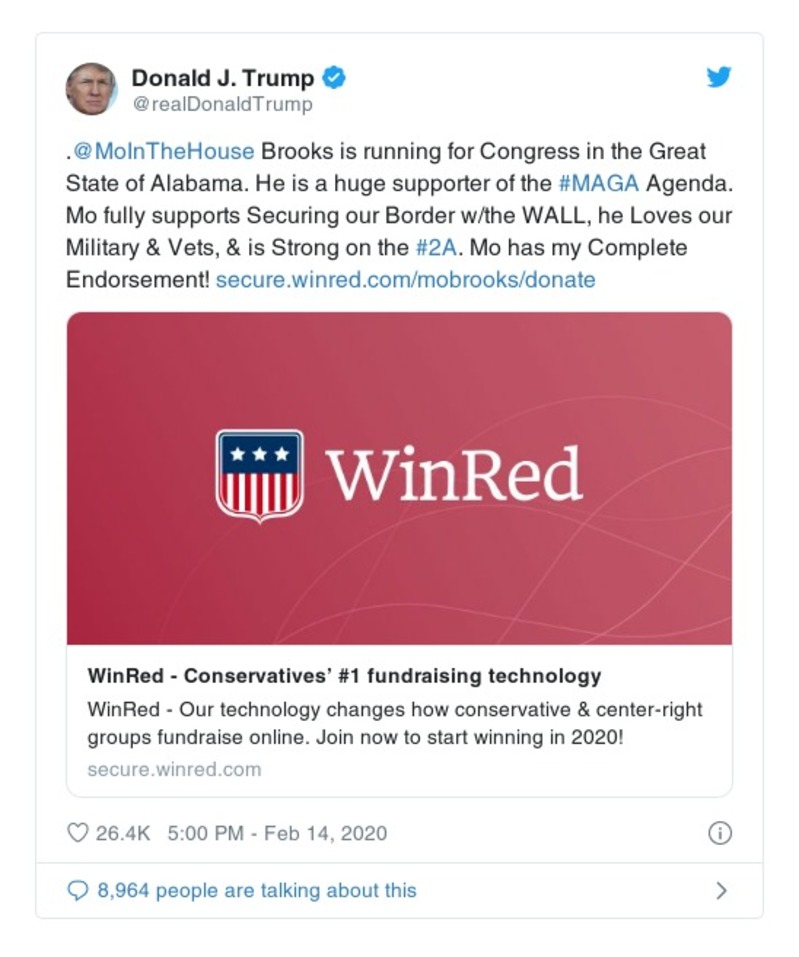 Donald J. Trump
@realDonaldTrump
.@MoInTheHouse Brooks is running for Congress in the Great
State of Alabama. He is a huge supporter of the #MAGA Agenda.
Mo fully supports Securing our Border w/the WALL, he Loves our
Military & Vets, & is Strong on the #2A. Mo has my Complete
Endorsement! secure.winred.com/mobrooks/donate
WinRed
WinRed - Conservatives’ #1 fundraising technology
WinRed - Our technology changes how conservative & center-right
groups fundraise online. Join now to start winning in 2020!
secure.winred.com
26.4K 5:00 PM - Feb 14, 2020
8,964 people are talking about this